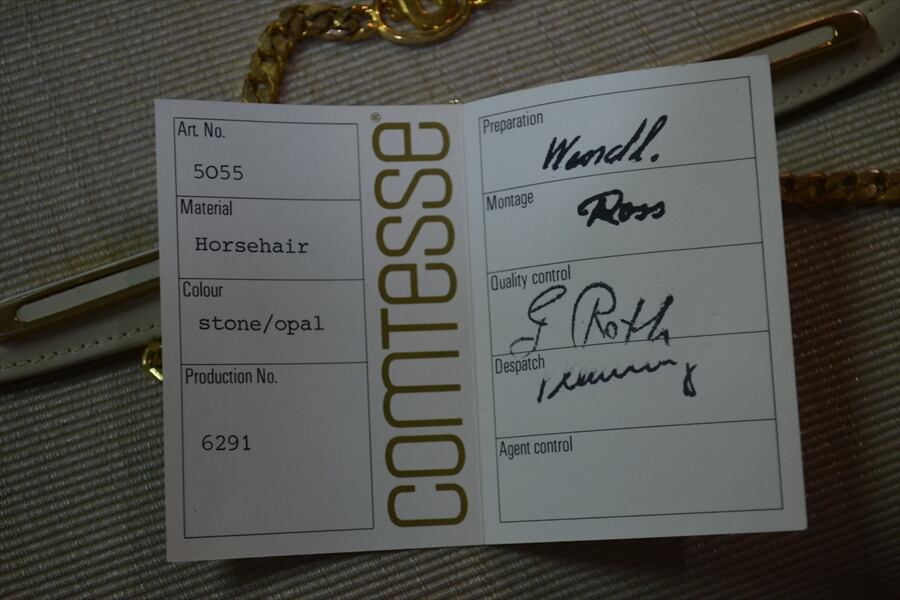 Art. No.
5055
Material
Horsehair
Colour
stone/opal
Production No.
6291
comtesse®
Preparation
Montage
Ross
Quality control
G Roth
Despatch
Agent control